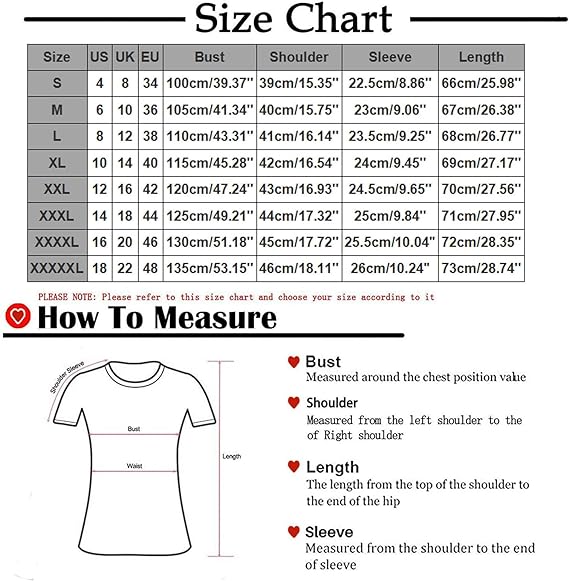 Size Chart
Size US UK EU Bust Shoulder Sleeve Length
S 4 8 34 100cm/39.37" 39cm/15.35" 22.5cm/8.86" 66cm/25.98"
M 6 10 36 105cm/41.34" 40cm/15.75" 23cm/9.06" 67cm/26.38"
L 8 12 38 110cm/43.31" 41cm/16.14" 23.5cm/9.25" 68cm/26.77"
XL 10 14 40 115cm/45.28" 42cm/16.54" 24cm/9.45" 69cm/27.17"
XXL 12 16 42 120cm/47.24" 43cm/16.93" 24.5cm/9.65" 70cm/27.56"
XXXL 14 18 44 125cm/49.21" 44cm/17.32" 25cm/9.84" 71cm/27.95"
XXXXL 16 20 46 130cm/51.18" 45cm/17.72" 25.5cm/10.04" 72cm/28.35"
XXXXXL 18 22 48 135cm/53.15" 46cm/18.11" 26cm/10.24" 73cm/28.74"
PLEASE NOTE: Please refer to this size chart and choose your size according to it
How To Measure
Shoulder Sleeve
Bust
Waist
Length
Bust
Measured around the chest position value
Shoulder
Measured from the left shoulder to the
of Right shoulder
Length
The length from the top of the shoulder to
the end of the hip
Sleeve
Measured from the shoulder to the end
of sleeve